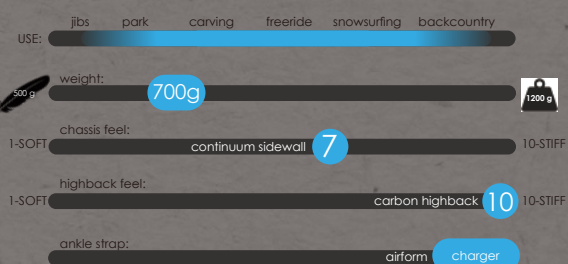 jibs park carving freeride snowsurfing backcountry
USE:
weight:
500 g 700g 1200 g
chassis feel:
1-SOFT continuum sidewall 7 10-STIFF
highback feel:
1-SOFT carbon highback 10 10-STIFF
ankle strap:
airform charger